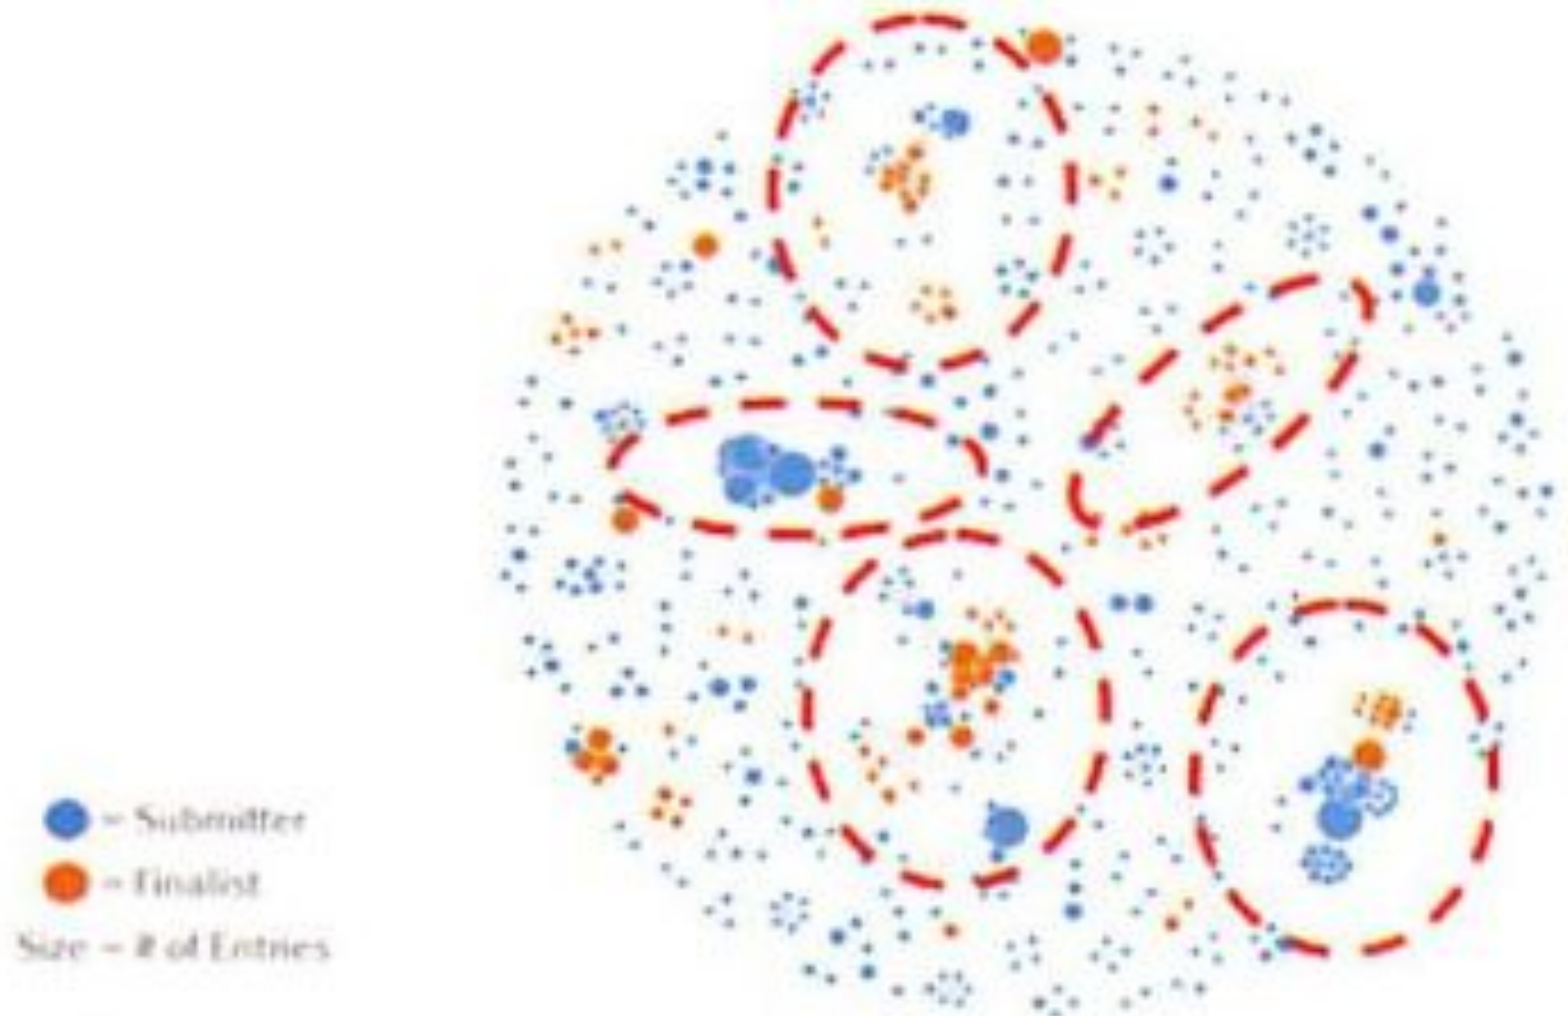 = Submitter
= Finalist
Size = # of Entries